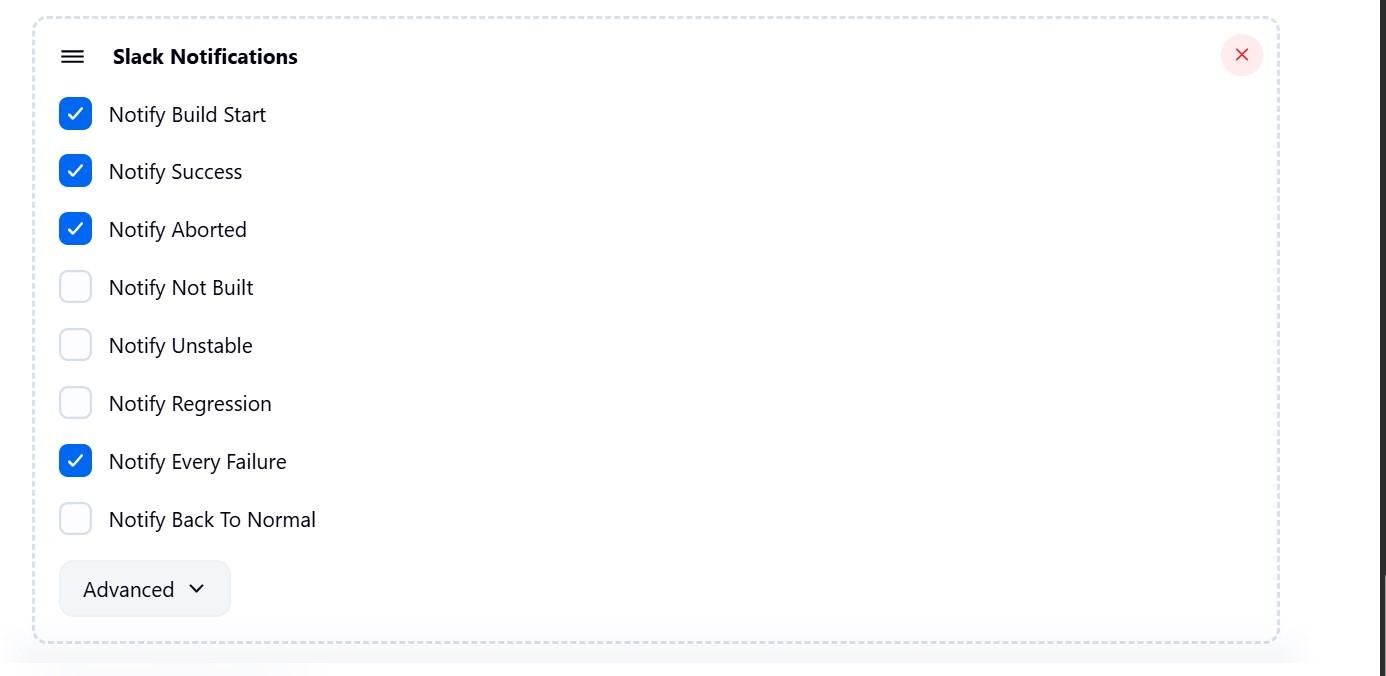 Slack Notifications
Notify Build Start
Notify Success
Notify Aborted
Notify Not Built
Notify Unstable
Notify Regression
Notify Every Failure
Notify Back To Normal
Advanced